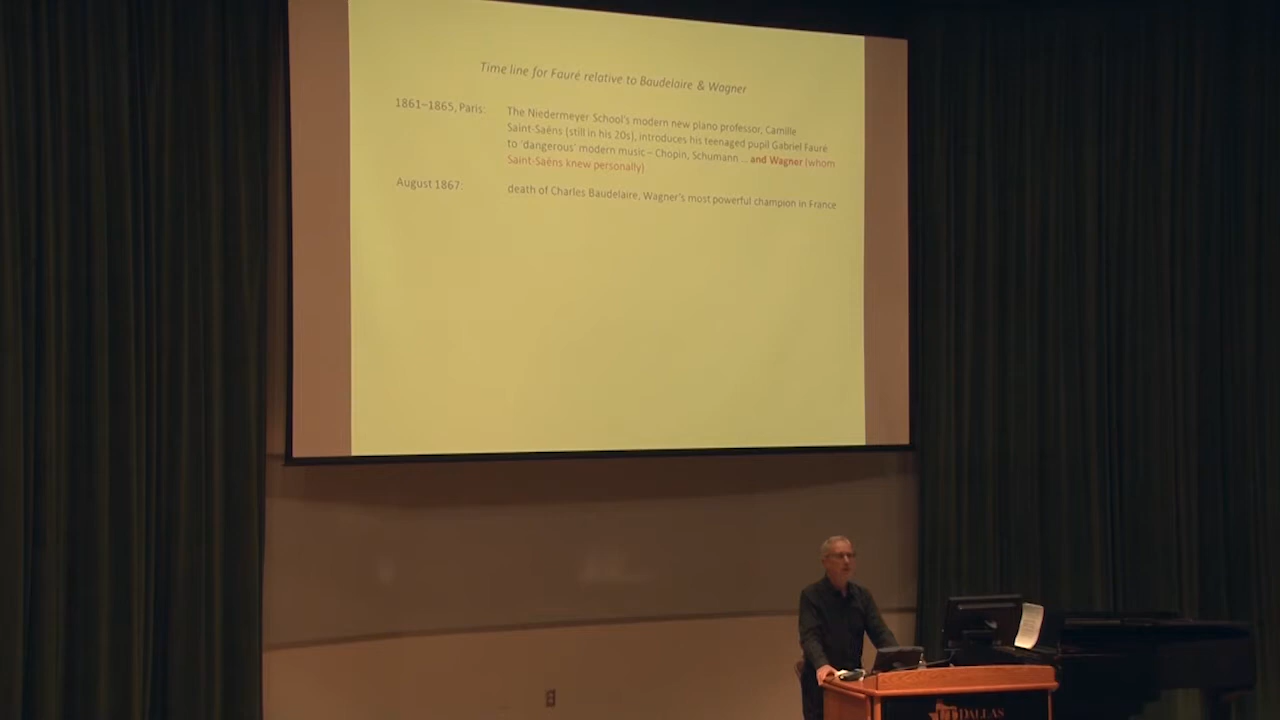 Time line for Fauré relative to Baudelaire & Wagner
1861–1865, Paris: The Niedermeyer School's modern new piano professor, Camille
Saint-Saëns (still in his 20s), introduces his teenaged pupil Gabriel Fauré
to 'dangerous' modern music – Chopin, Schumann ... and Wagner (whom
Saint-Saëns knew personally)
August 1867: death of Charles Baudelaire, Wagner's most powerful champion in France
UT DALLAS